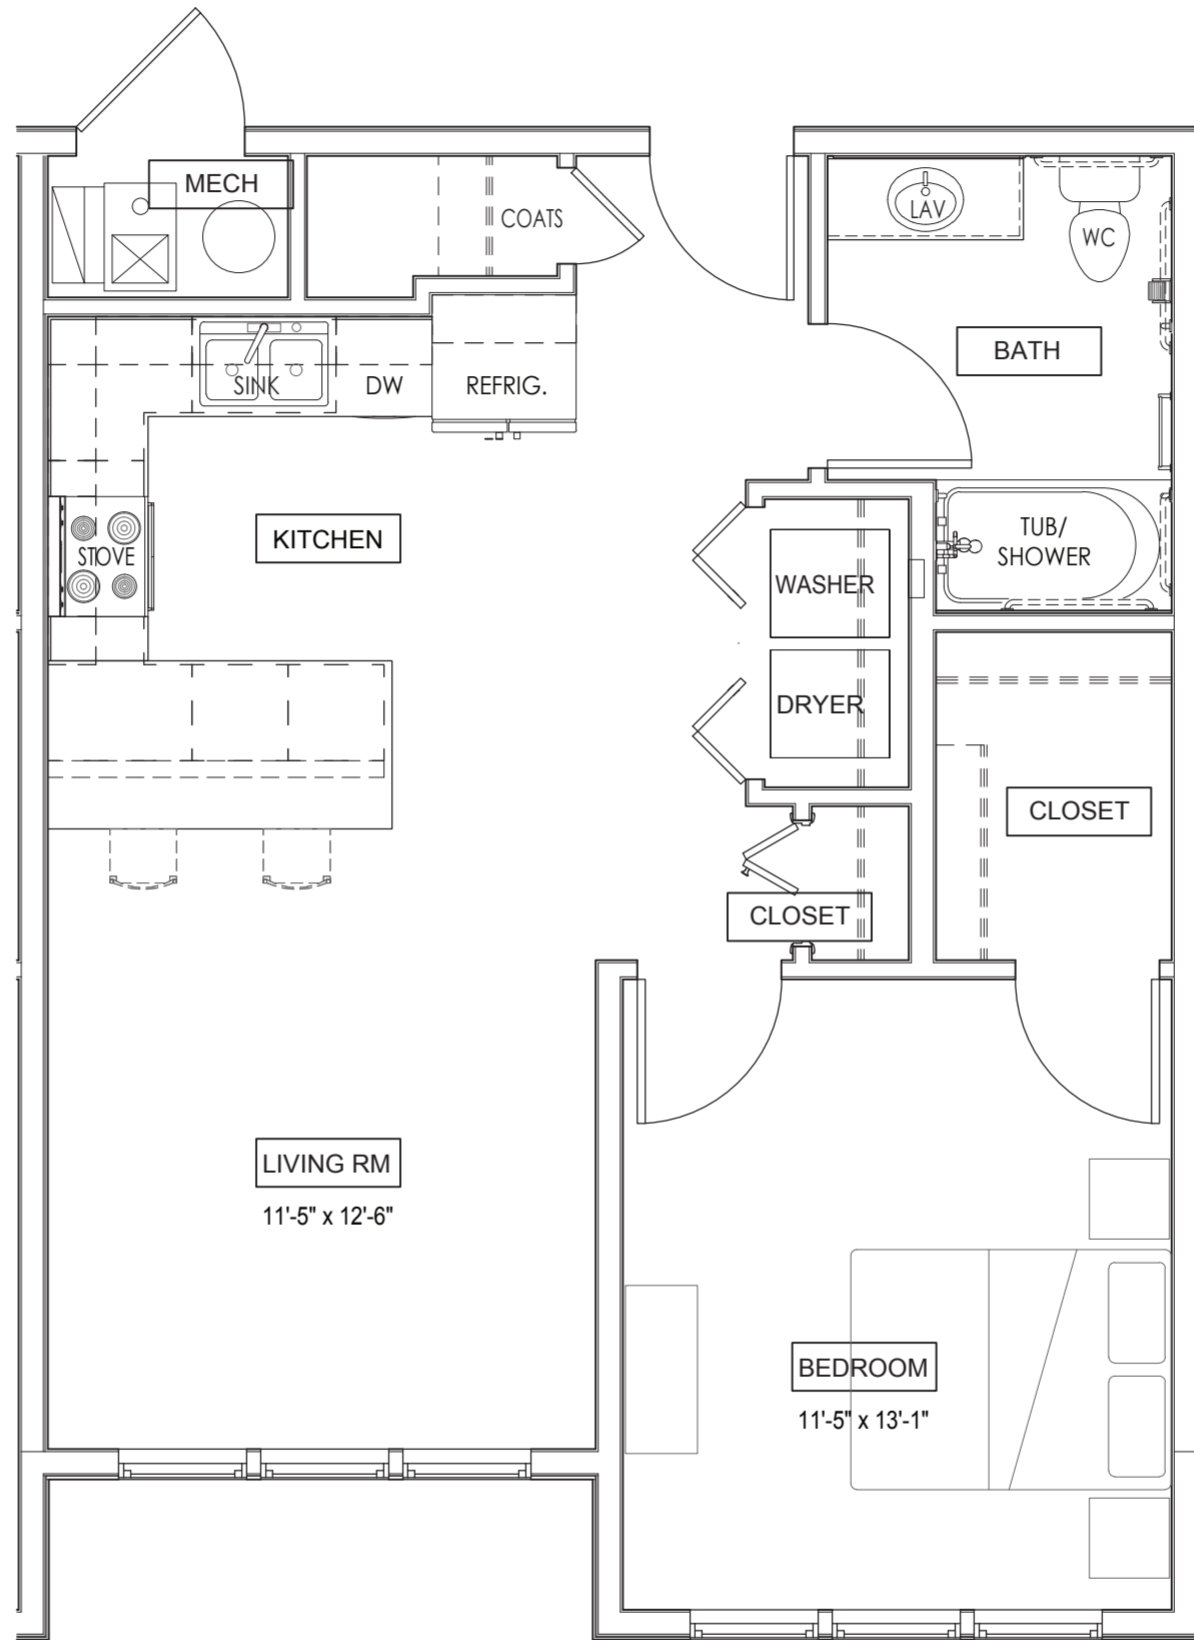 MECH
COATS
LAV
WC
BATH
SINK
DW
REFRIG.
STOVE
KITCHEN
TUB/
SHOWER
WASHER
DRYER
CLOSET
CLOSET
LIVING RM
11'-5" x 12'-6"
BEDROOM
11'-5" x 13'-1"